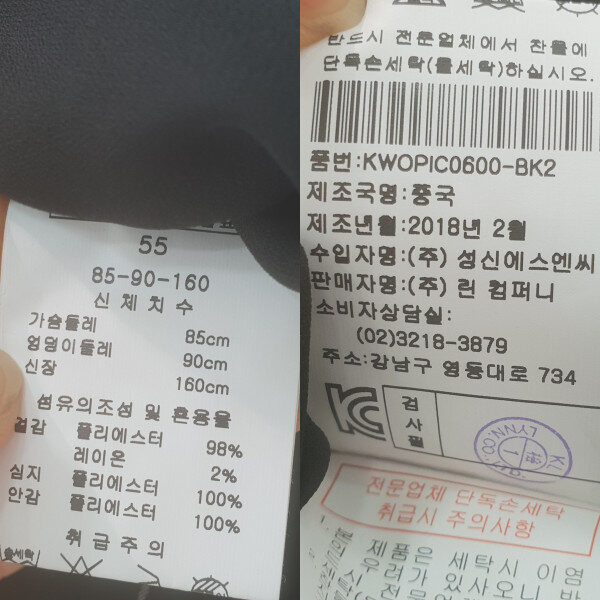 55
85-90-160
신체치수
가슴둘레 85cm
엉덩이둘레 90cm
신장 160cm
섬유의조성 및 혼용율
겉감 폴리에스터 98%
레이온 2%
심지 폴리에스터 100%
안감 폴리에스터 100%
취급주의
반드시 전문업체에서 찬물에
단독손세탁(물세탁)하십시오.
품번:KWOPIC0600-BK2
제조국명:중국
제조년월:2018년 2월
수입자명:(주) 성신에스엔씨
판매자명:(주) 린 컴퍼니
소비자상담실:
(02)3218-3879
주소:강남구 영동대로 734
KC
검사필
LYNN.CO
전문업체 단독손세탁
취급시 주의사항
제품은 세탁시 이염
우려가 있사오니